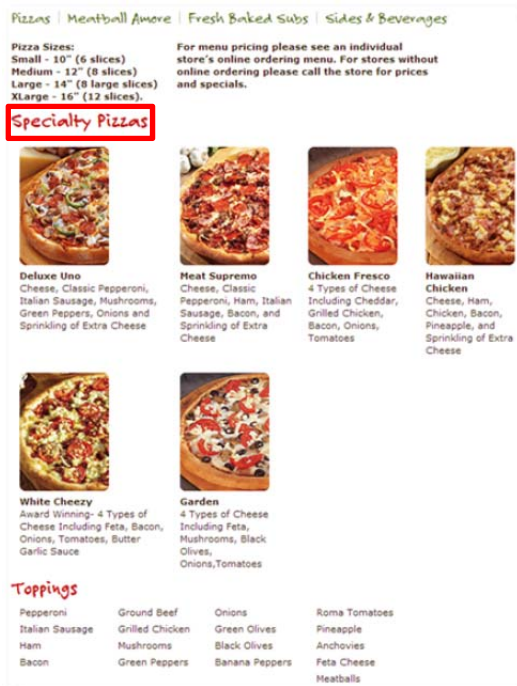 Pizzas | Meatball Amore | Fresh Baked Subs | Sides & Beverages
Pizza Sizes:
Small - 10" (6 slices)
Medium - 12" (8 slices)
Large - 14" (8 large slices)
XLarge - 16" (12 slices).
For menu pricing please see an individual
store's online ordering menu. For stores without
online ordering please call the store for prices
and specials.
Specialty Pizzas
Deluxe Uno
Cheese, Classic Pepperoni,
Italian Sausage, Mushrooms,
Green Peppers, Onions and
Sprinkling of Extra Cheese
Meat Supremo
Cheese, Classic
Pepperoni, Ham, Italian
Sausage, Bacon, and
Sprinkling of Extra
Cheese
Chicken Fresco
4 Types of Cheese
Including Cheddar,
Grilled Chicken,
Bacon, Onions,
Tomatoes
Hawaiian
Chicken
Cheese, Ham,
Chicken, Bacon,
Pineapple, and
Sprinkling of Extra
Cheese
White Cheezy
Award Winning- 4 Types of
Cheese Including Feta, Bacon,
Onions, Tomatoes, Butter
Garlic Sauce
Garden
4 Types of Cheese
Including Feta,
Mushrooms, Black
Olives,
Onions,Tomatoes
Toppings
Pepperoni
Italian Sausage
Ham
Bacon
Ground Beef
Grilled Chicken
Mushrooms
Green Peppers
Onions
Green Olives
Black Olives
Banana Peppers
Roma Tomatoes
Pineapple
Anchovies
Feta Cheese
Meatballs